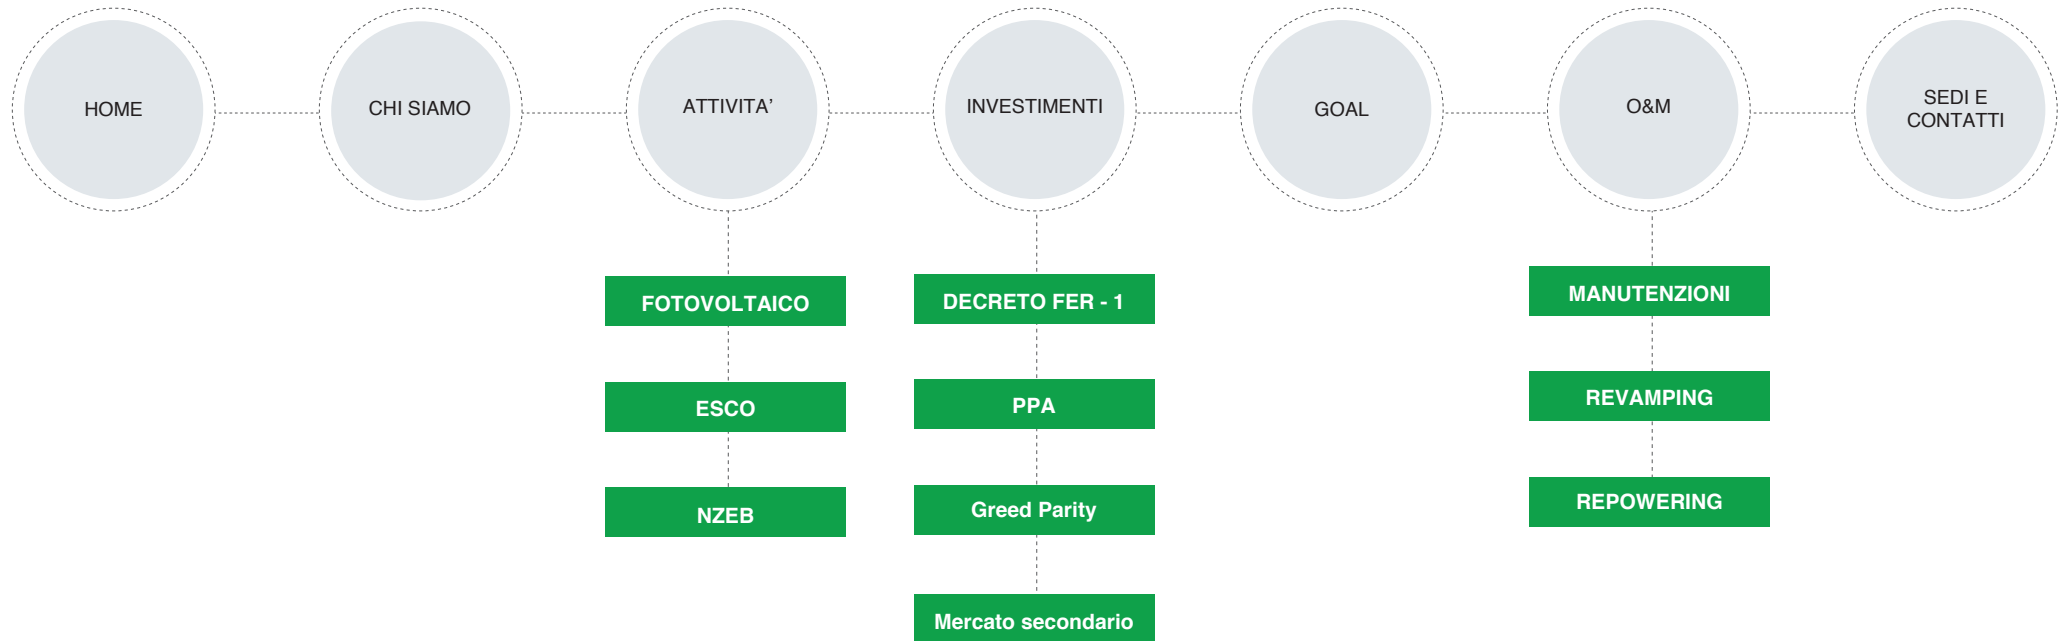 HOME
CHI SIAMO
ATTIVITA’
INVESTIMENTI
GOAL
O&M
SEDI E
CONTATTI
FOTOVOLTAICO
ESCO
NZEB
DECRETO FER - 1
PPA
Greed Parity
Mercato secondario
MANUTENZIONI
REVAMPING
REPOWERING